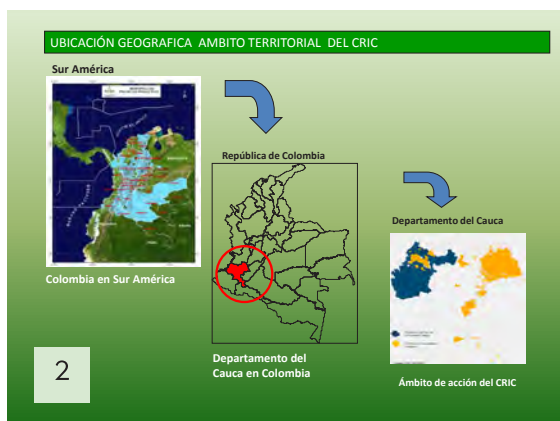 UBICACIÓN GEOGRAFICA AMBITO TERRITORIAL DEL CRIC
Sur América
República de Colombia
Departamento del Cauca
Colombia en Sur América
Departamento del
Cauca en Colombia
Ámbito de acción del CRIC
2